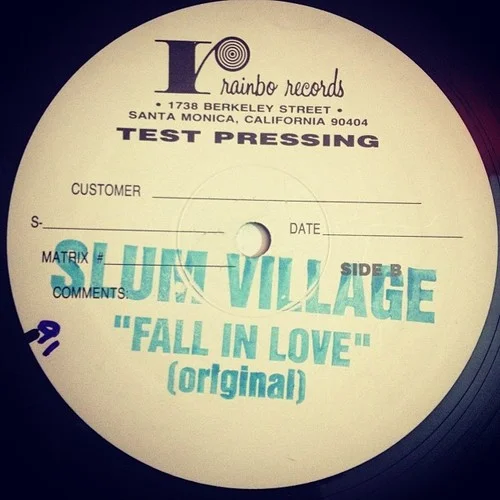 r rainbo records
• 1738 BERKELEY STREET •
SANTA MONICA, CALIFORNIA 90404
TEST PRESSING
CUSTOMER
S- DATE
MATRIX # SIDE B
COMMENTS:
SLUM VILLAGE
"FALL IN LOVE"
(original)
91